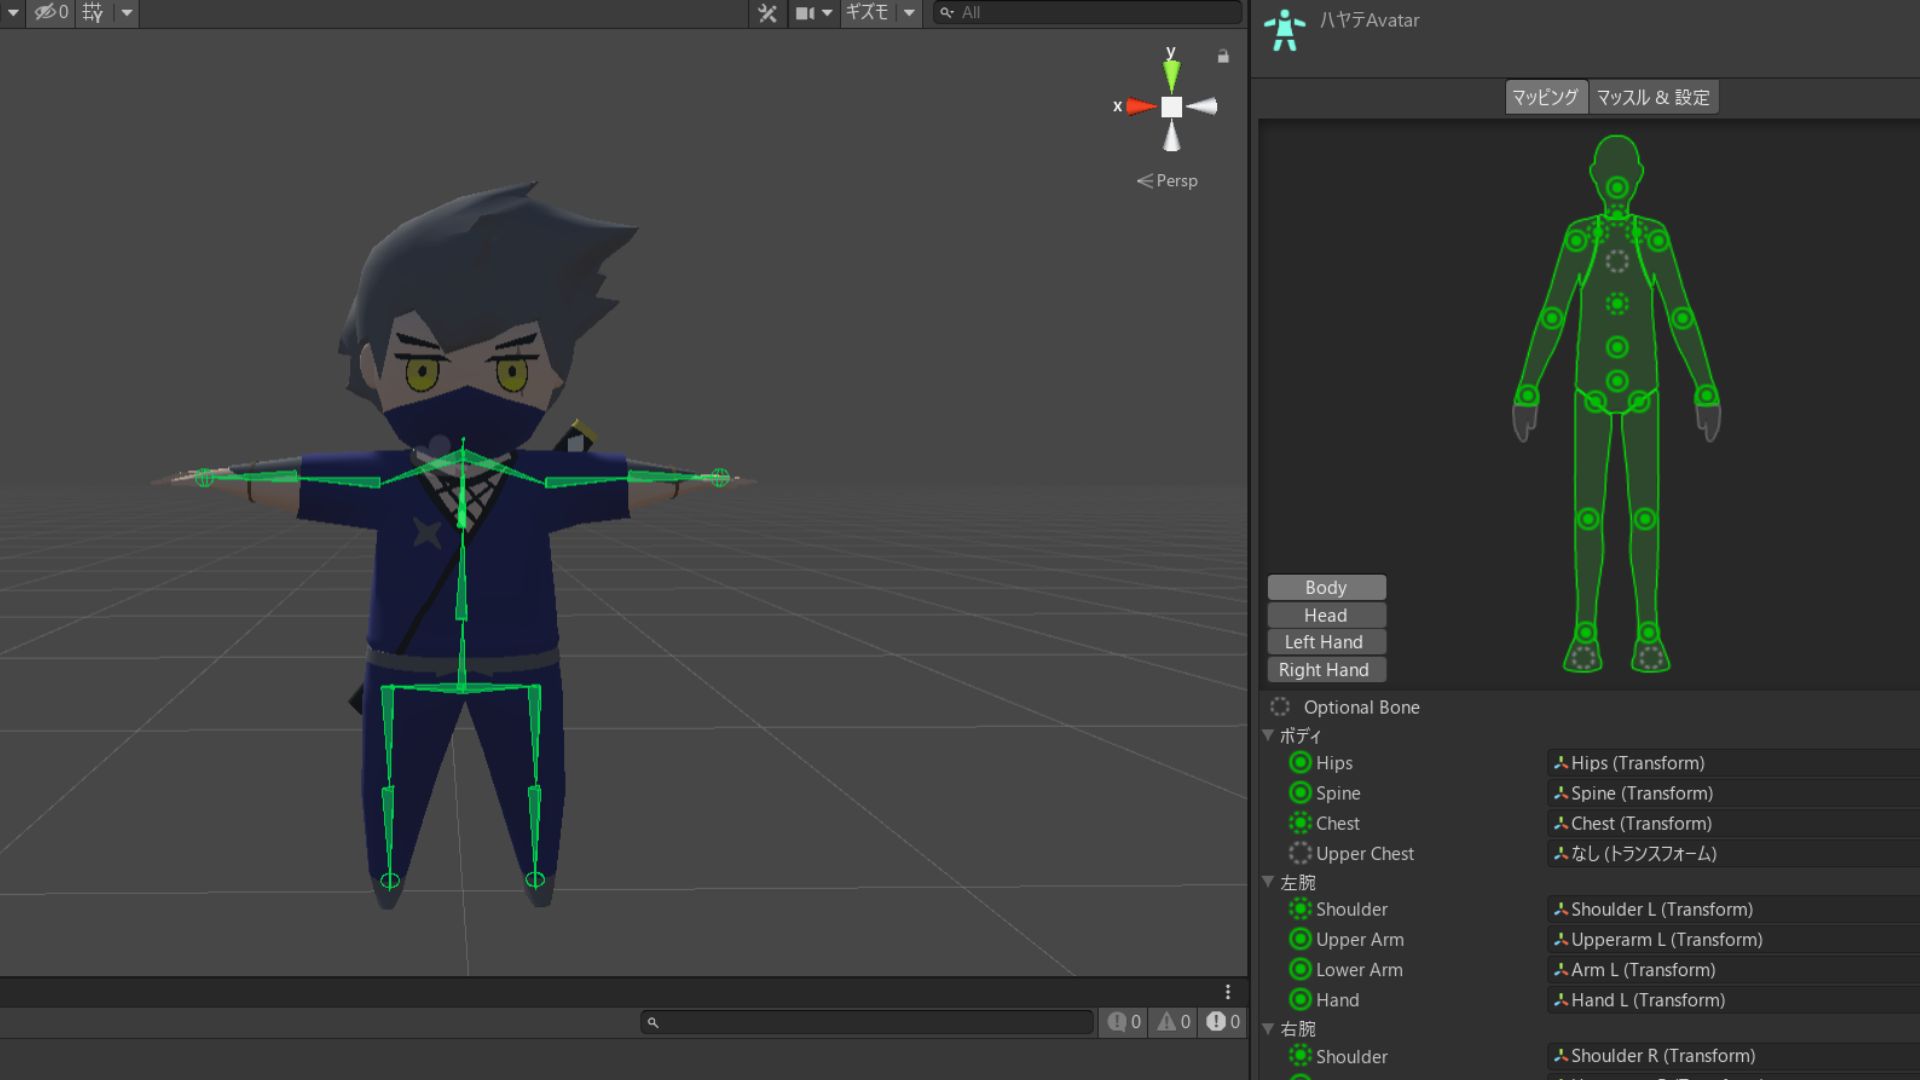 0
ギズモ
All
ハヤテAvatar
マッピング
マッスル & 設定
y
x
Persp
Body
Head
Left Hand
Right Hand
Optional Bone
ボディ
Hips
Hips (Transform)
Spine
Spine (Transform)
Chest
Chest (Transform)
Upper Chest
なし (トランスフォーム)
左腕
Shoulder
Shoulder L (Transform)
Upper Arm
Upperarm L (Transform)
Lower Arm
Arm L (Transform)
Hand
Hand L (Transform)
0
0
0
右腕
Shoulder
Shoulder R (Transform)